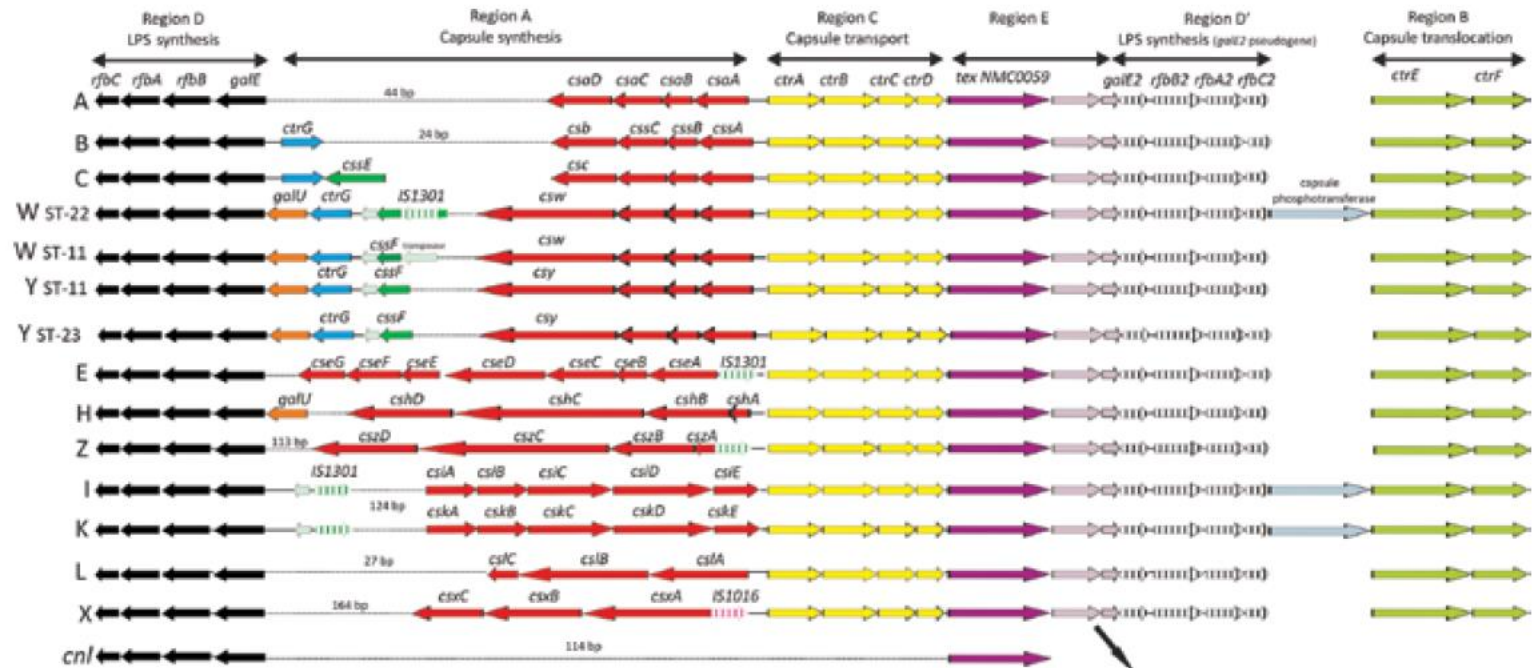 Region D Region A Region C Region E Region D' Region B
LPS synthesis Capsule synthesis Capsule transport LPS synthesis (galE2 pseudogene) Capsule translocation
rfbC rfbA rfbB galE csaD csaC csaB csaA ctrA ctrB ctrC ctrD tex NMC0059 galE2 rfbB2 rfbA2 rfbC2 ctrE ctrF
A 44 bp
ctrG 24 bp csb cssC cssB cssA
B
cssE csc
C
galU ctrG IS1301 csw capsule
W ST-22 phosphotransferase
cssF transposase csw
W ST-11
ctrG cssF csy
Y ST-11
ctrG cssF csy
Y ST-23
cseG cseF cseE cseD cseC cseB cseA IS1301
E
galU cshD cshC cshB cshA
H
113 bp cszD cszC cszB cszA
Z
IS1301 csiA csiB csiC csiD csiE
I
124 bp cskA cskB cskC cskD cskE
K
27 bp cslC cslB cslA
L
164 bp csxC csxB csxA IS1016
X
cnl 114 bp